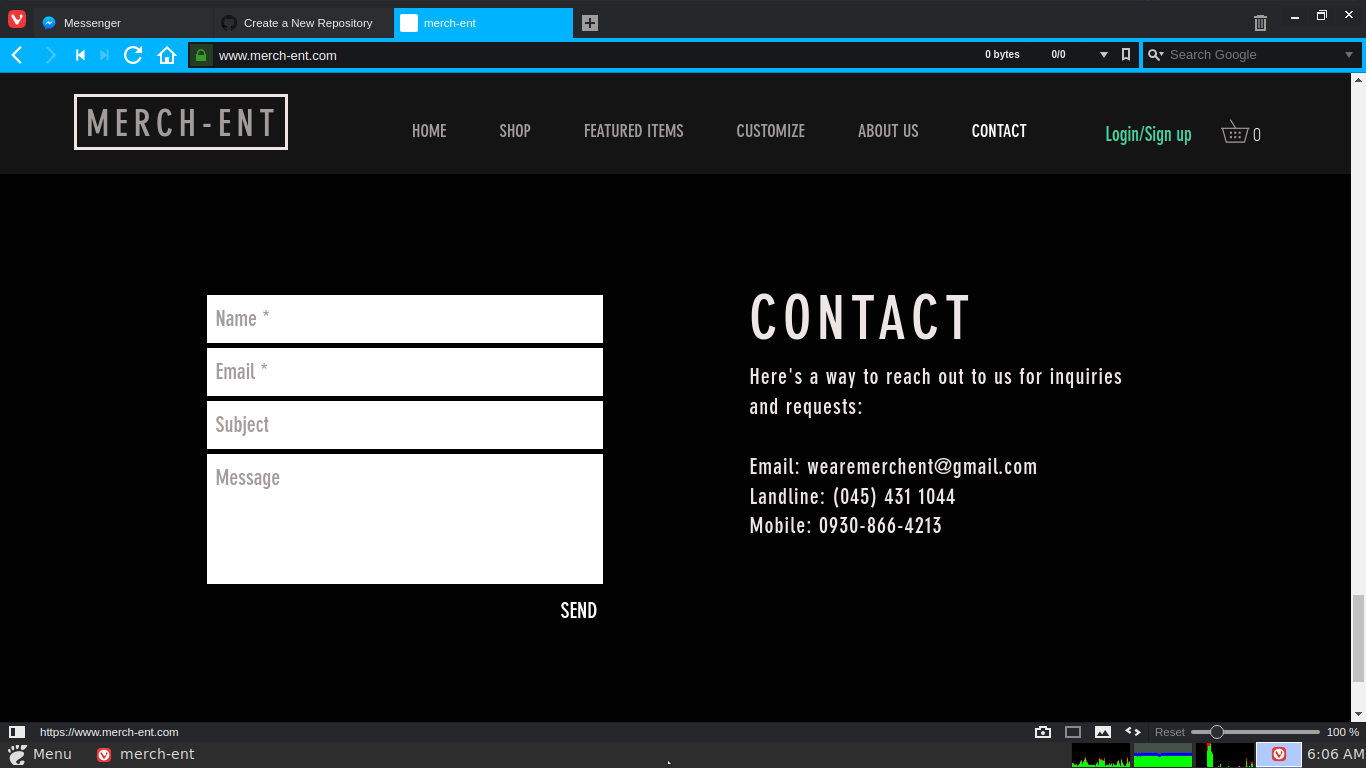 Messenger
Create a New Repository
merch-ent
www.merch-ent.com
0 bytes
0/0
Search Google
MERCH-ENT
HOME
SHOP
FEATURED ITEMS
CUSTOMIZE
ABOUT US
CONTACT
Login/Sign up
0
Name *
Email *
Subject
Message
SEND
CONTACT
Here's a way to reach out to us for inquiries
and requests:
Email: wearemerchent@gmail.com
Landline: (045) 431 1044
Mobile: 0930-866-4213
https://www.merch-ent.com
Reset
100 %
Menu
merch-ent
6:06 AM